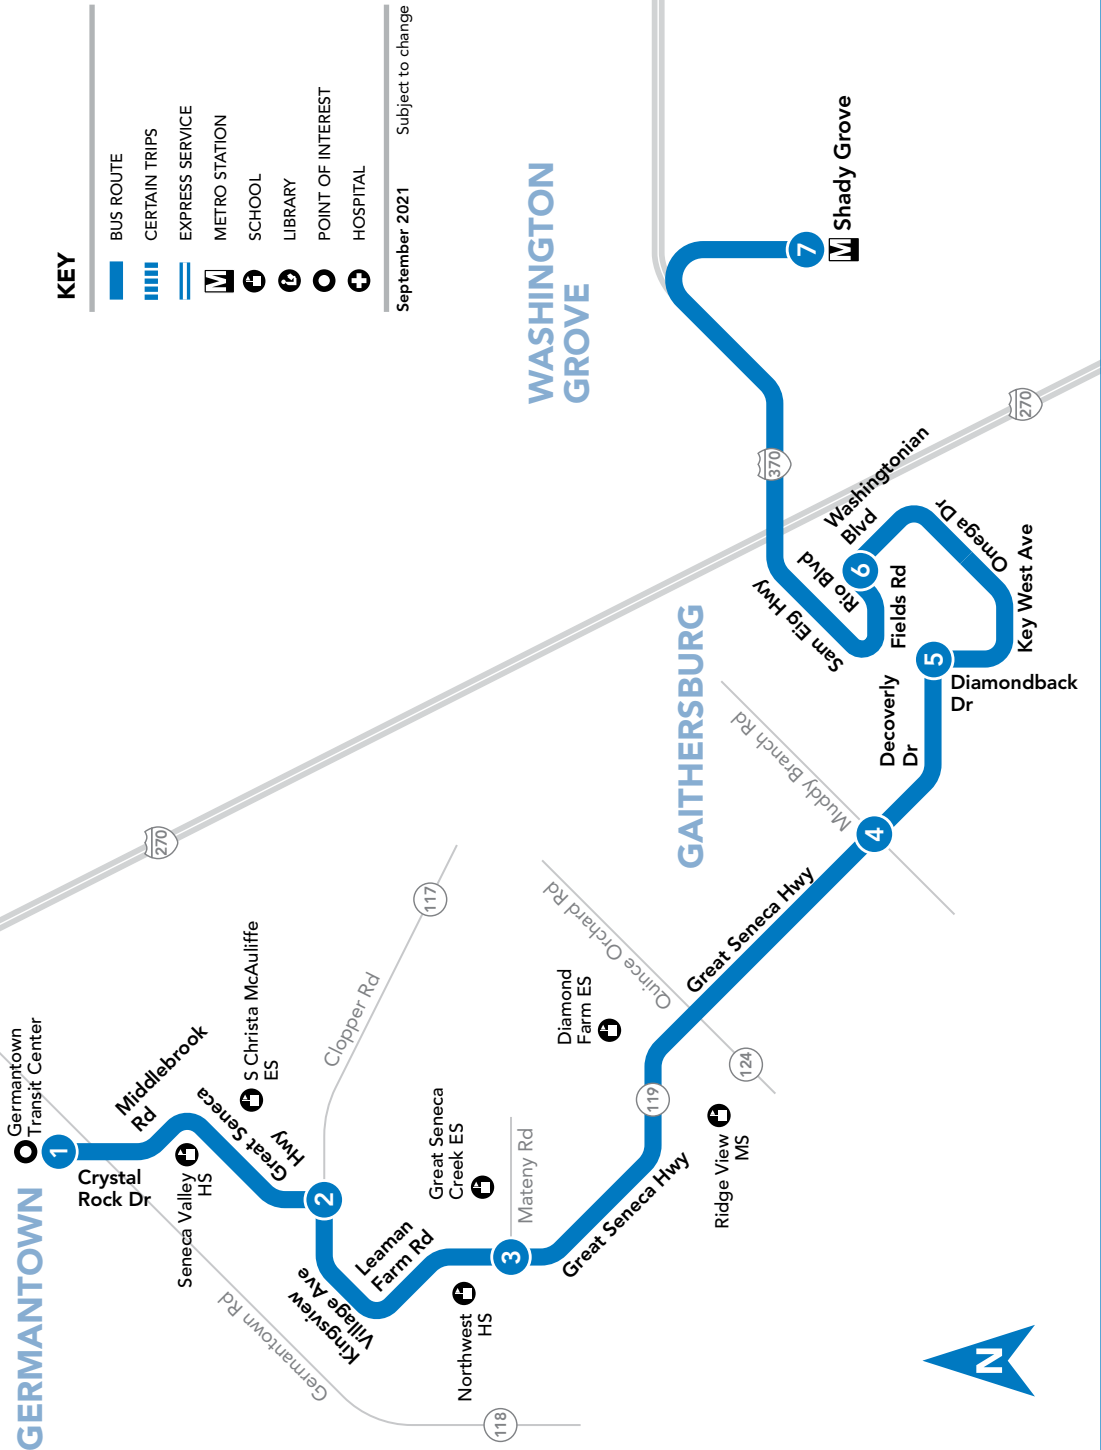 KEY
BUS ROUTE
CERTAIN TRIPS
EXPRESS SERVICE
M
METRO STATION
SCHOOL
LIBRARY
POINT OF INTEREST
HOSPITAL
September 2021
Subject to change
GERMANTOWN
Germantown
Transit Center
1
Crystal
Rock Dr
Middlebrook
Rd
Seneca Valley
HS
Great Seneca
Hwy
S Christa McAuliffe
ES
2
Clopper Rd
117
270
Germantown Rd
118
Kingsview
Village Ave
Leaman
Farm Rd
Great Seneca
Creek ES
Northwest
HS
3
Mateny Rd
Great Seneca Hwy
119
Diamond
Farm ES
Ridge View
MS
124
Quince Orchard Rd
Great Seneca Hwy
GAITHERSBURG
Muddy Branch Rd
4
Decoverly
Dr
5
Diamondback
Dr
Key West Ave
Omega Dr
Washingtonian
Blvd
6
Rio Blvd
Fields Rd
Sam Eig Hwy
370
270
WASHINGTON
GROVE
7
M Shady Grove
N